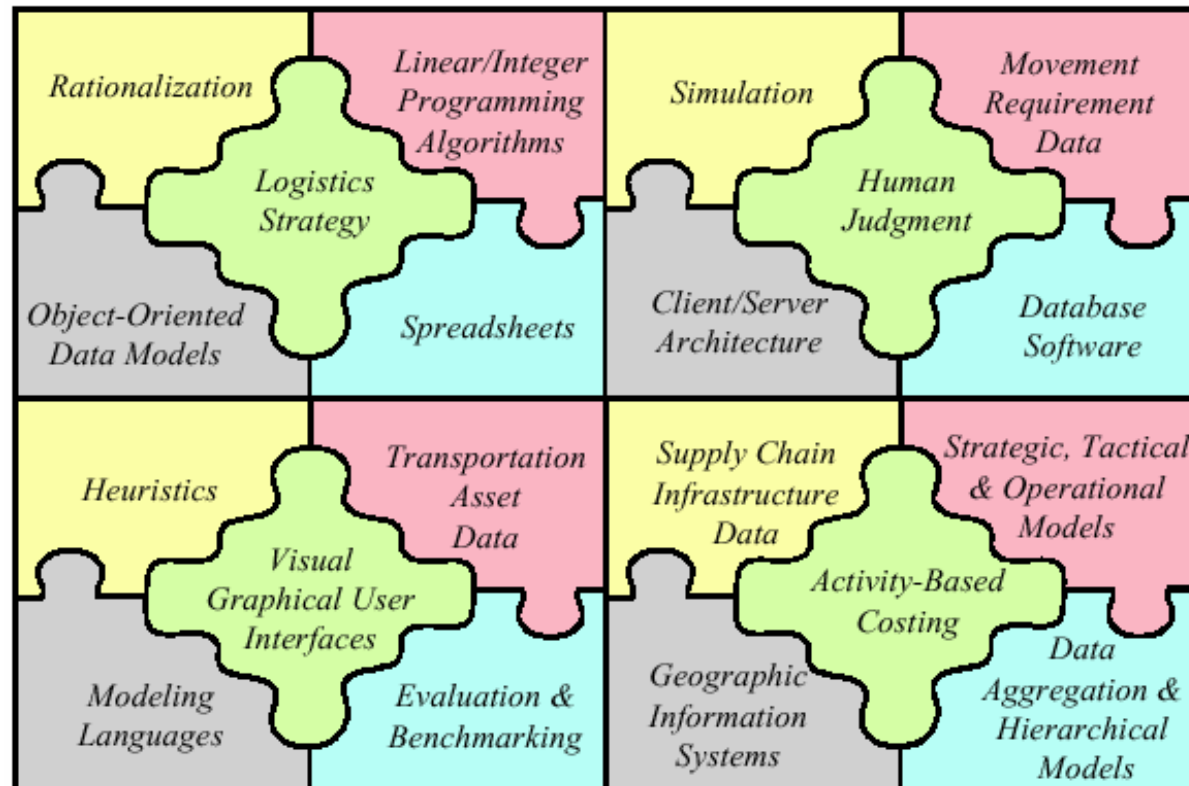 Rationalization
Linear/Integer
Programming
Algorithms
Logistics
Strategy
Object-Oriented
Data Models
Spreadsheets
Simulation
Movement
Requirement
Data
Human
Judgment
Client/Server
Architecture
Database
Software
Heuristics
Transportation
Asset
Data
Visual
Graphical User
Interfaces
Modeling
Languages
Evaluation &
Benchmarking
Supply Chain
Infrastructure
Data
Strategic, Tactical
& Operational
Models
Activity-Based
Costing
Geographic
Information
Systems
Data
Aggregation &
Hierarchical
Models